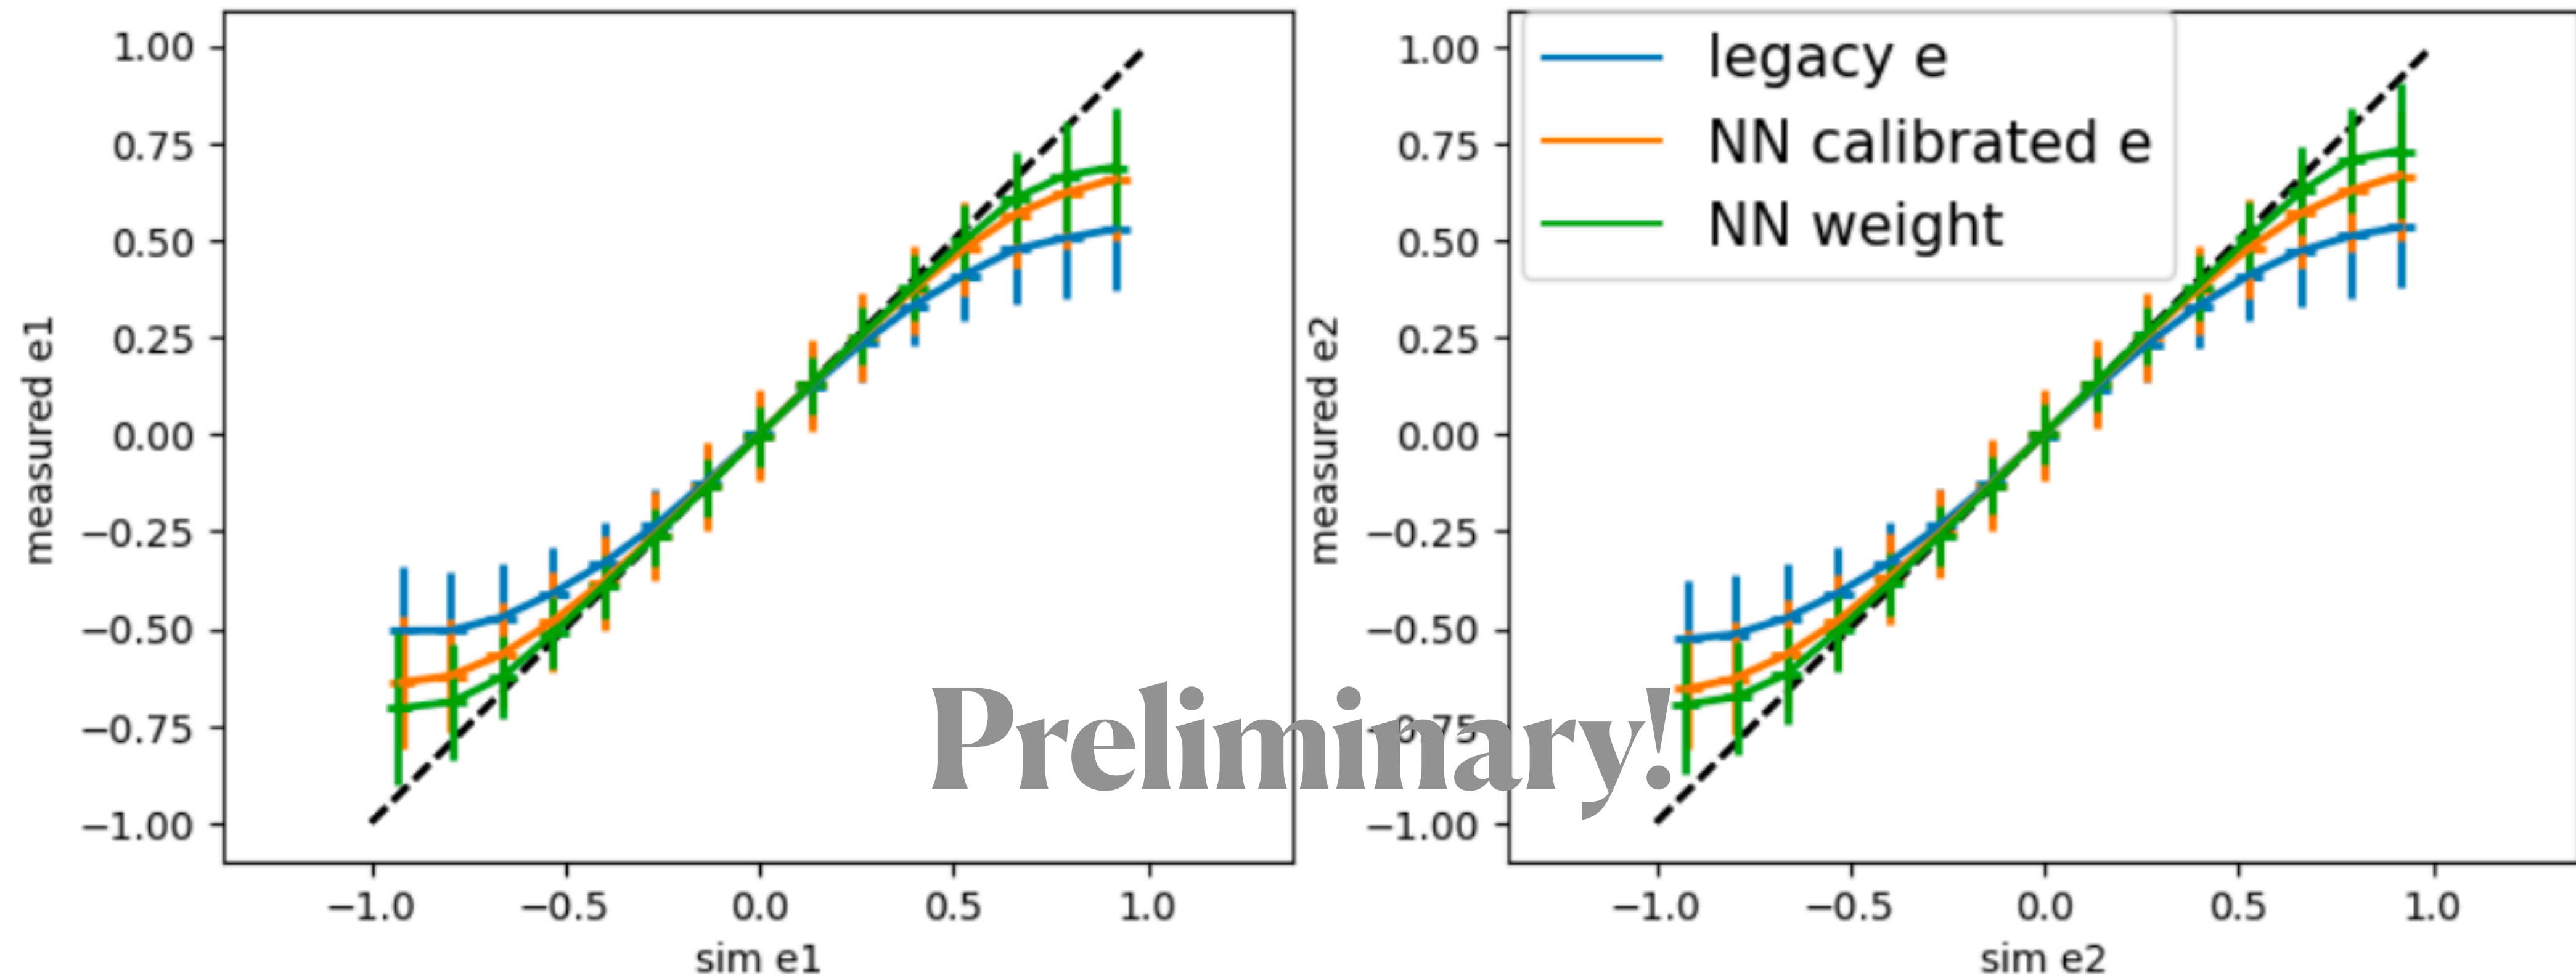 1.00
0.75
0.50
0.25
0.00
−0.25
−0.50
−0.75
−1.00
measured e1
−1.0 −0.5 0.0 0.5 1.0
sim e1
1.00
0.75
0.50
0.25
0.00
−0.25
−0.50
−0.75
−1.00
measured e2
−1.0 −0.5 0.0 0.5 1.0
sim e2
legacy e
NN calibrated e
NN weight
Preliminary!